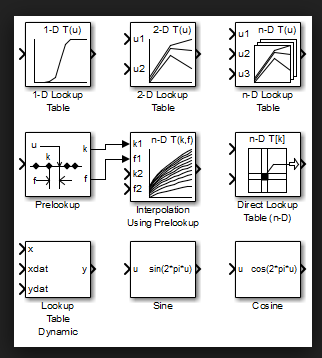 1-D T(u)
1-D Lookup
Table
2-D T(u)
u1
u2
2-D Lookup
Table
n-D T(u)
u1
u2
u3
n-D Lookup
Table
u
k
f
k
f
Prelookup
n-D T(k,f)
k1
f1
k2
f2
Interpolation
Using Prelookup
n-D T[k]
Direct Lookup
Table (n-D)
x
xdat
ydat
y
Lookup
Table
Dynamic
u sin(2*pi*u)
Sine
u cos(2*pi*u)
Cosine